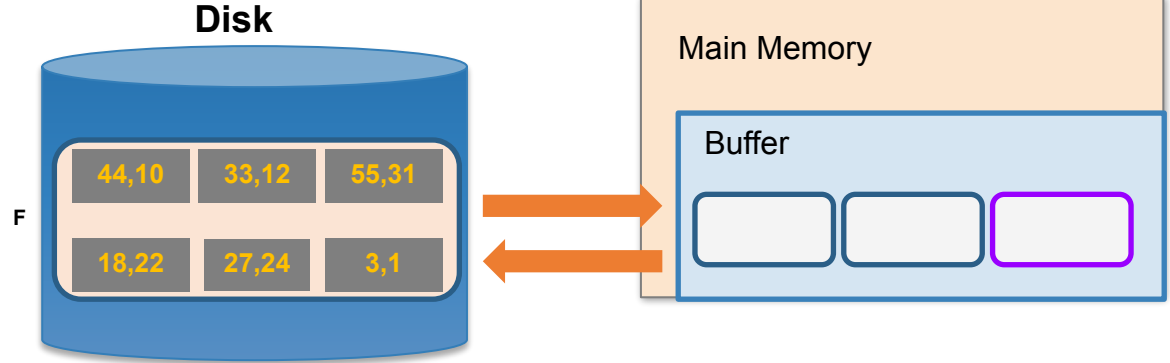 Disk
Main Memory
Buffer
44,10 33,12 55,31
F
18,22 27,24 3,1